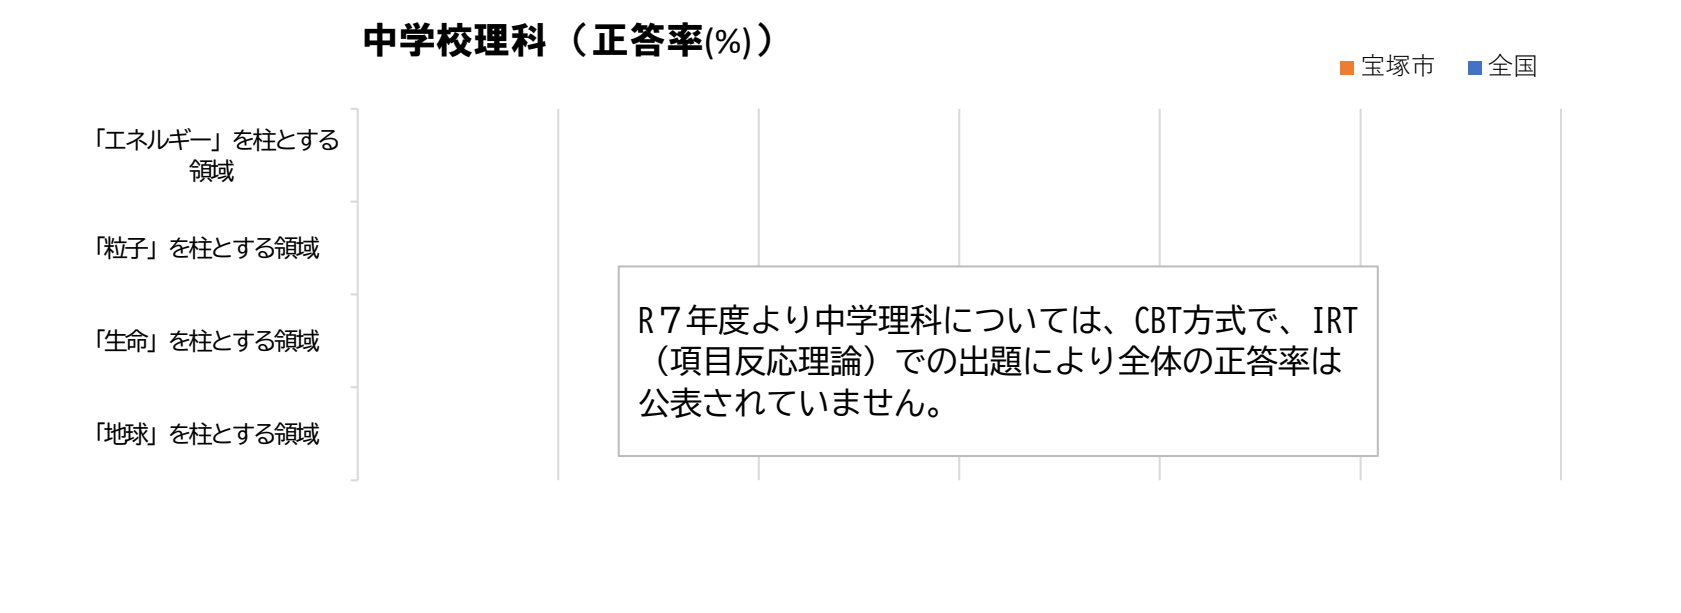 中学校理科（正答率(%)）
宝塚市
全国
「エネルギー」を柱とする
領域
「粒子」を柱とする領域
「生命」を柱とする領域
「地球」を柱とする領域
R７年度より中学理科については、CBT方式で、IRT
（項目反応理論）での出題により全体の正答率は
公表されていません。